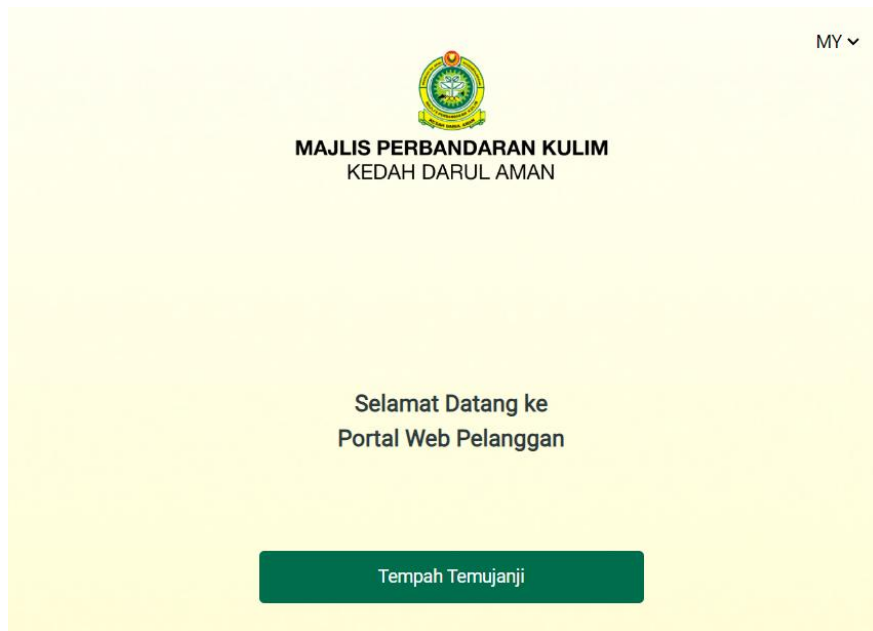 MY
MAJLIS PERBANDARAN KULIM
KEDAH DARUL AMAN
Selamat Datang ke
Portal Web Pelanggan
Tempah Temujanji